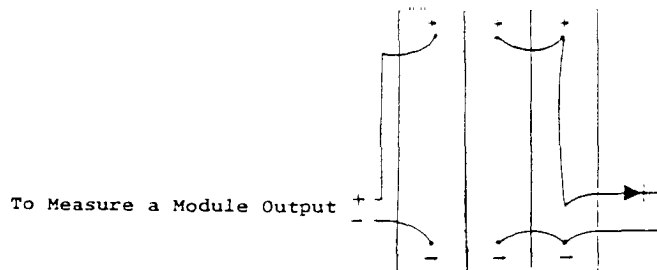 + + +
To Measure a Module Output +
−
− − −